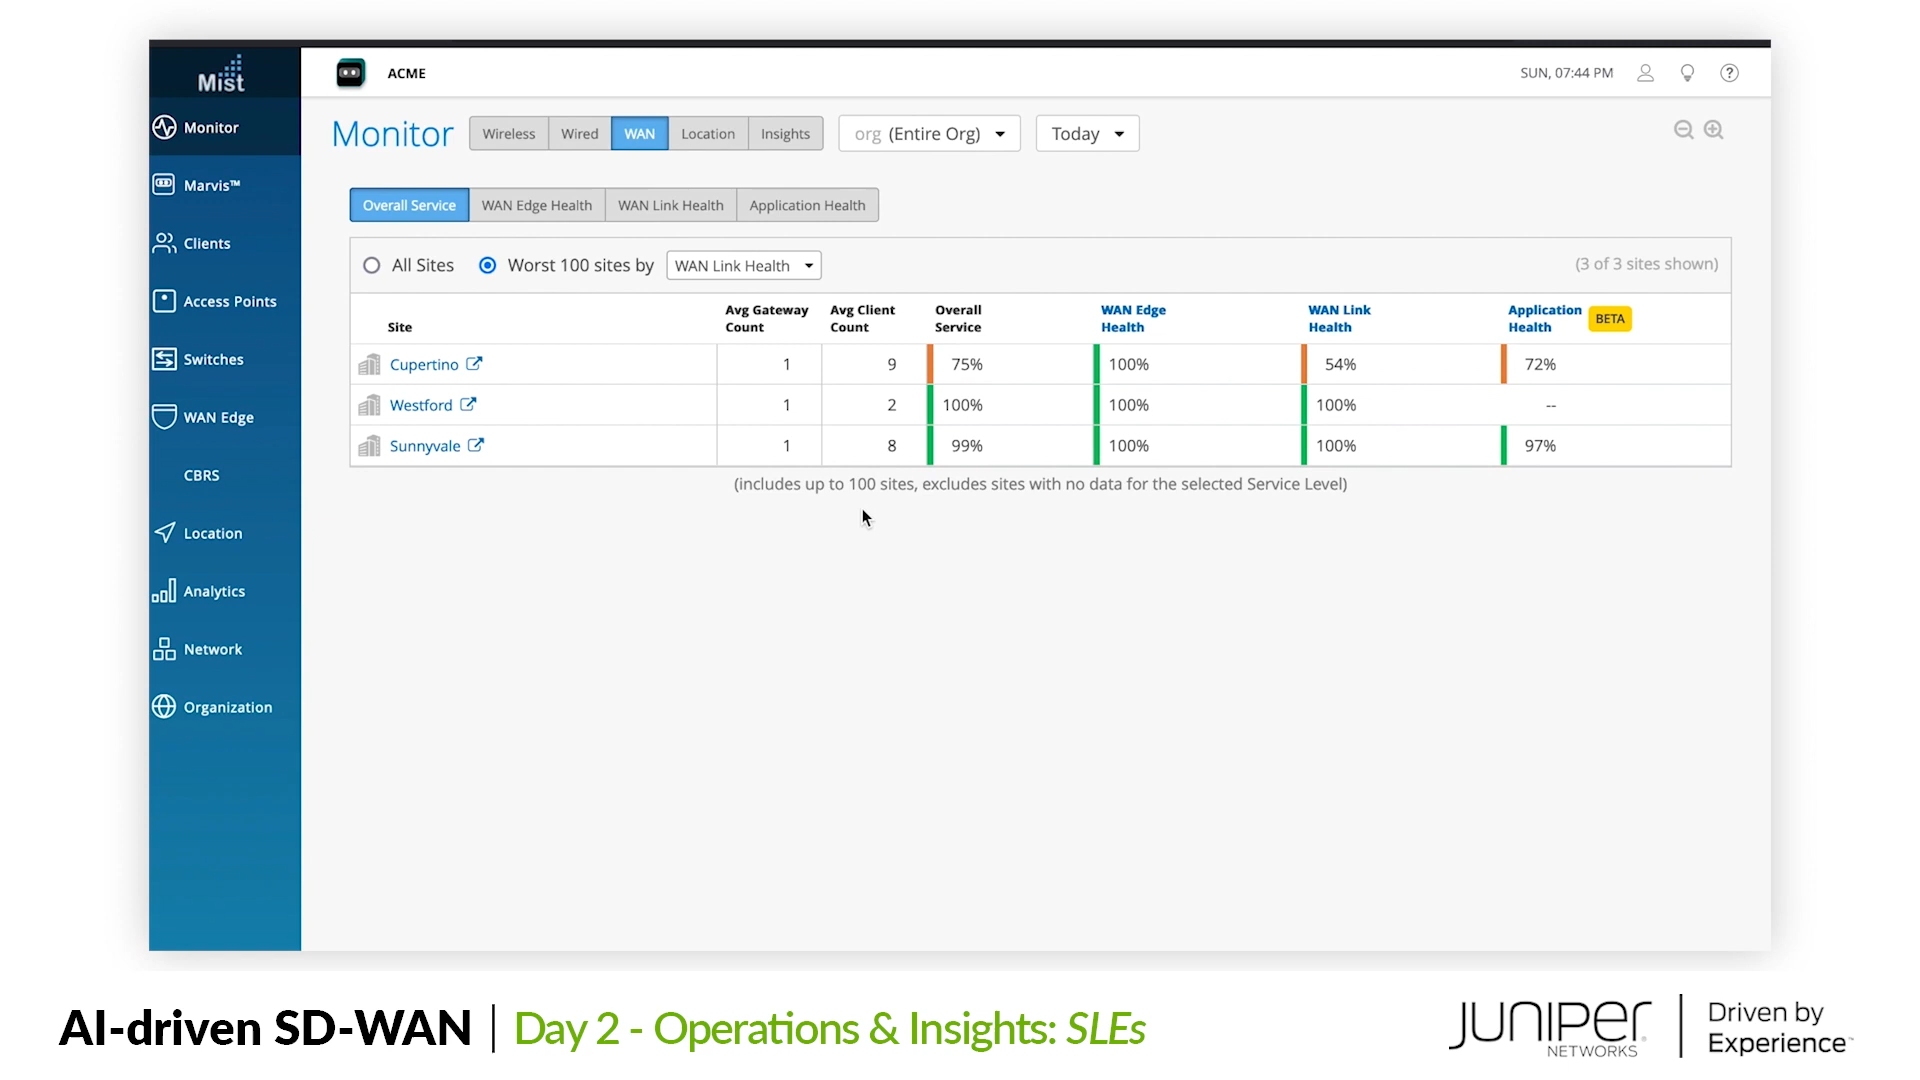 Mist
ACME
SUN, 07:44 PM
Monitor
Marvis™
Clients
Access Points
Switches
WAN Edge
CBRS
Location
Analytics
Network
Organization
Monitor
Wireless Wired WAN Location Insights
org (Entire Org)
Today
Overall Service WAN Edge Health WAN Link Health Application Health
All Sites Worst 100 sites by WAN Link Health (3 of 3 sites shown)
Site Avg Gateway Count Avg Client Count Overall Service WAN Edge Health WAN Link Health Application Health BETA
Cupertino 1 9 75% 100% 54% 72%
Westford 1 2 100% 100% 100% --
Sunnyvale 1 8 99% 100% 100% 97%
(includes up to 100 sites, excludes sites with no data for the selected Service Level)
AI-driven SD-WAN | Day 2 - Operations & Insights: SLEs
JUNIPEr
NETWORKS
Driven by
Experience™